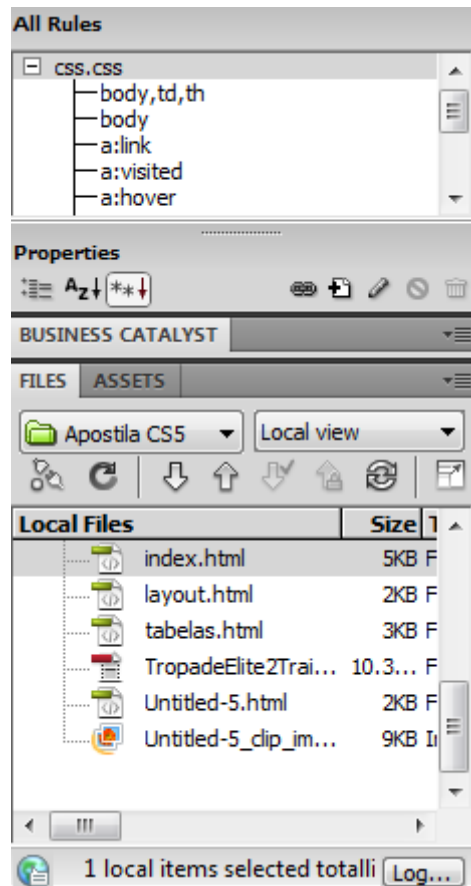 All Rules
css.css
body,td,th
body
a:link
a:visited
a:hover
Properties
BUSINESS CATALYST
FILES ASSETS
Apostila CS5 Local view
Local Files Size T
index.html 5KB F
layout.html 2KB F
tabelas.html 3KB F
TropadeElite2Trai... 10.3... F
Untitled-5.html 2KB F
Untitled-5_clip_im... 9KB I
1 local items selected totalli Log...